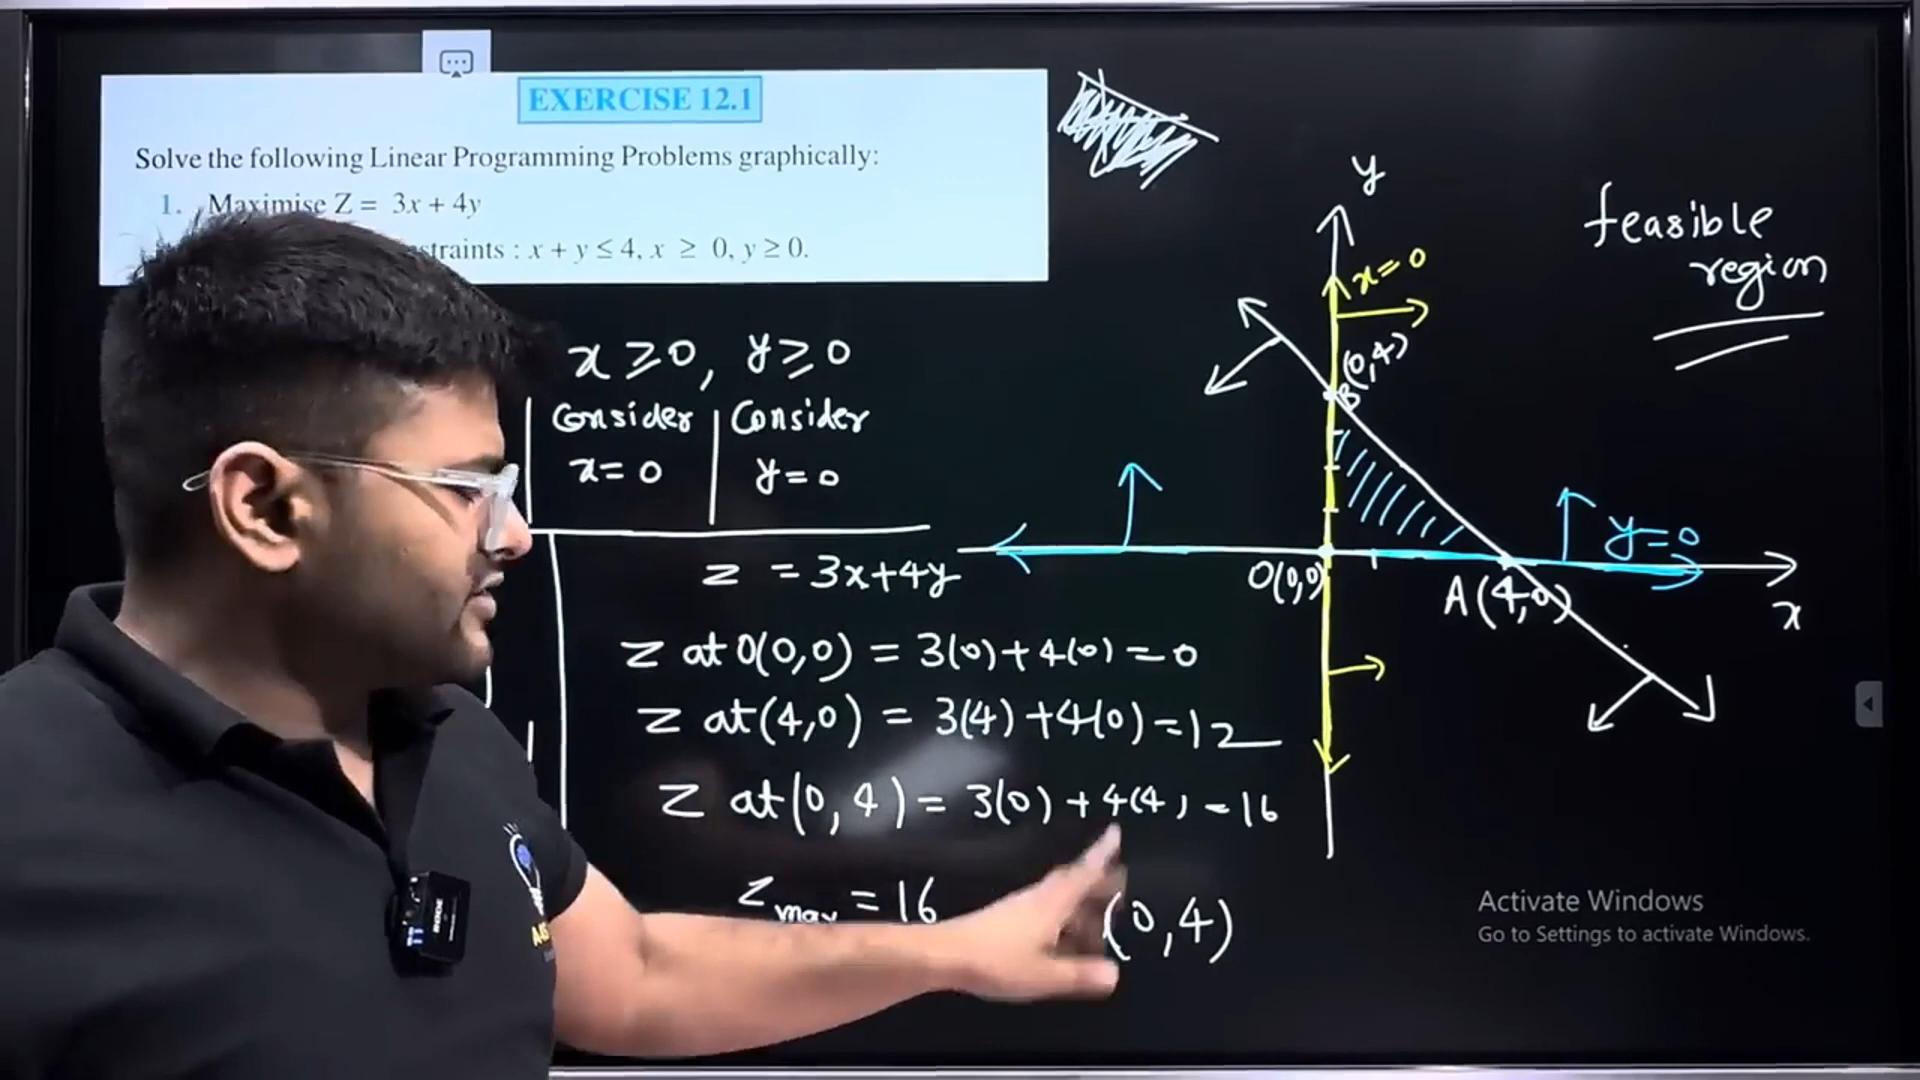 EXERCISE 12.1
Solve the following Linear Programming Problems graphically:
1. Maximise Z = 3x + 4y
: x + y ≤ 4, x ≥ 0, y ≥ 0.
x ≥ 0, y ≥ 0
Consider
x = 0
Consider
y = 0
z = 3x+4y
Z at O(0,0) = 3(0)+4(0) = 0
Z at (4,0) = 3(4)+4(0) = 12
Z at (0,4) = 3(0)+4(4) = 16
Zmax = 16
(0,4)
feasible
region
y
x=0
(0,4)
B
y=0
O(0,0)
A(4,0)
x
Activate Windows
Go to Settings to activate Windows.
RODE